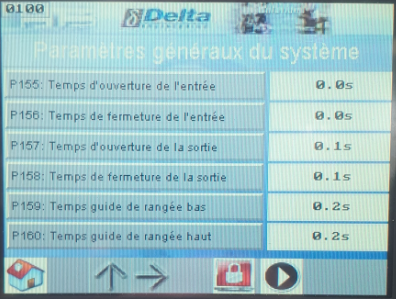 0100
Delta
Paramètres généraux du système
P155: Temps d'ouverture de l'entrée 0.0s
P156: Temps de fermeture de l'entrée 0.0s
P157: Temps d'ouverture de la sortie 0.1s
P158: Temps de fermeture de la sortie 0.1s
P159: Temps guide de rangée bas 0.2s
P160: Temps guide de rangée haut 0.2s